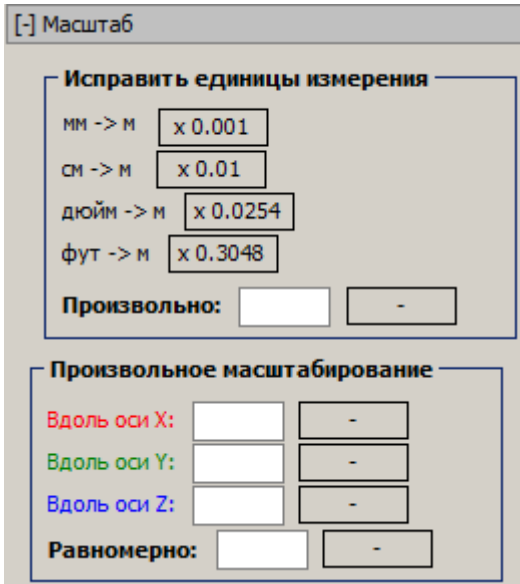 [-] Масштаб
Исправить единицы измерения
мм -> м x 0.001
см -> м x 0.01
дюйм -> м x 0.0254
фут -> м x 0.3048
Произвольно: -
Произвольное масштабирование
Вдоль оси X: -
Вдоль оси Y: -
Вдоль оси Z: -
Равномерно: -